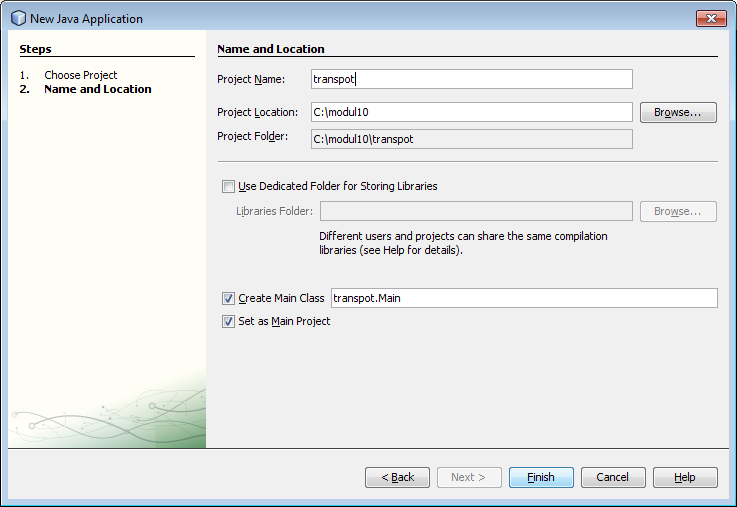 New Java Application
Steps
1. Choose Project
2. Name and Location
Name and Location
Project Name: transpot
Project Location: C:\modul10 Browse...
Project Folder: C:\modul10\transpot
Use Dedicated Folder for Storing Libraries
Libraries Folder: Browse...
Different users and projects can share the same compilation
libraries (see Help for details).
Create Main Class transpot.Main
Set as Main Project
< Back Next > Finish Cancel Help